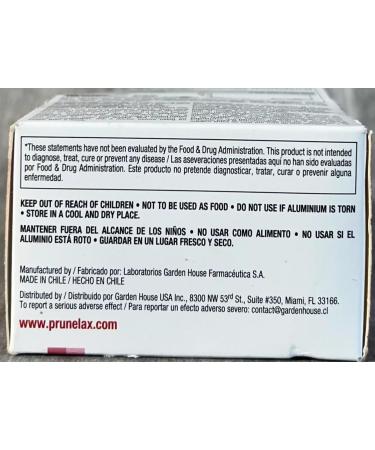 *These statements have not been evaluated by the Food & Drug Administration. This product is not intended
to diagnose, treat, cure or prevent any disease / Las aseveraciones presentadas aquí no han sido evaluadas
por Food & Drug Administration. Este producto no pretende diagnosticar, tratar, curar o prevenir alguna
enfermedad.
KEEP OUT OF REACH OF CHILDREN • NOT TO BE USED AS FOOD • DO NOT USE IF ALUMINIUM IS TORN
• STORE IN A COOL AND DRY PLACE.
MANTENER FUERA DEL ALCANCE DE LOS NIÑOS • NO USAR COMO ALIMENTO • NO USAR SI EL
ALUMINIO ESTÁ ROTO • GUARDAR EN UN LUGAR FRESCO Y SECO.
Manufactured by / Fabricado por: Laboratorios Garden House Farmacéutica S.A.
MADE IN CHILE / HECHO EN CHILE
Distributed by / Distribuido por Garden House USA Inc., 8300 NW 53rd St., Suite #350, Miami, FL 33166.
To report a serious adverse effect / Para reportar un efecto adverso severo: contact@gardenhouse.cl
www.prunelax.com